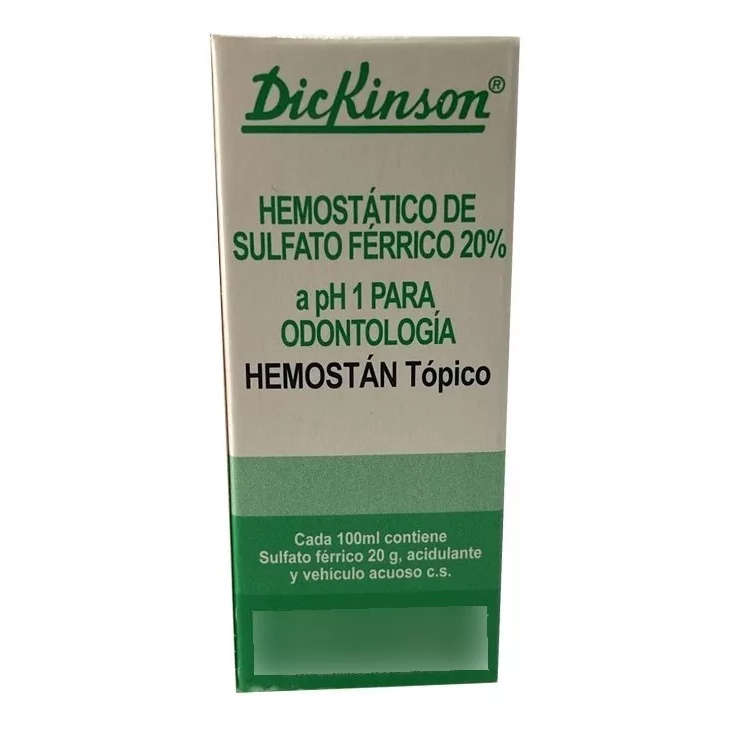 Dickinson®
HEMOSTÁTICO DE
SULFATO FÉRRICO 20%
a pH 1 PARA
ODONTOLOGÍA
HEMOSTÁN Tópico
Cada 100ml contiene
Sulfato férrico 20 g, acidulante
y vehículo acuoso c.s.